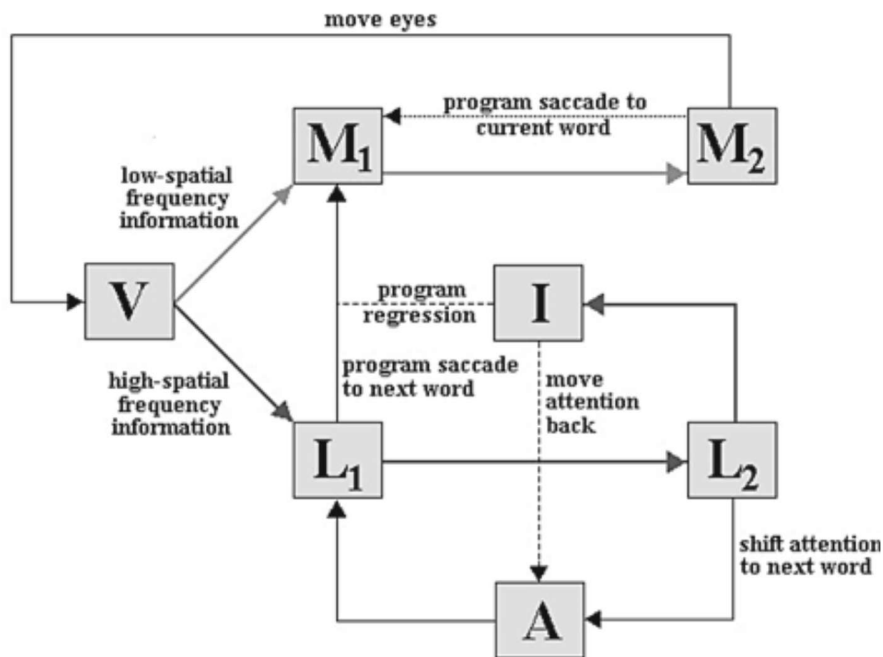 move eyes
program saccade to
current word
M1
M2
low-spatial
frequency
information
V
program
regression
I
high-spatial
frequency
information
program saccade
to next word
move
attention
back
L1
L2
shift attention
to next word
A